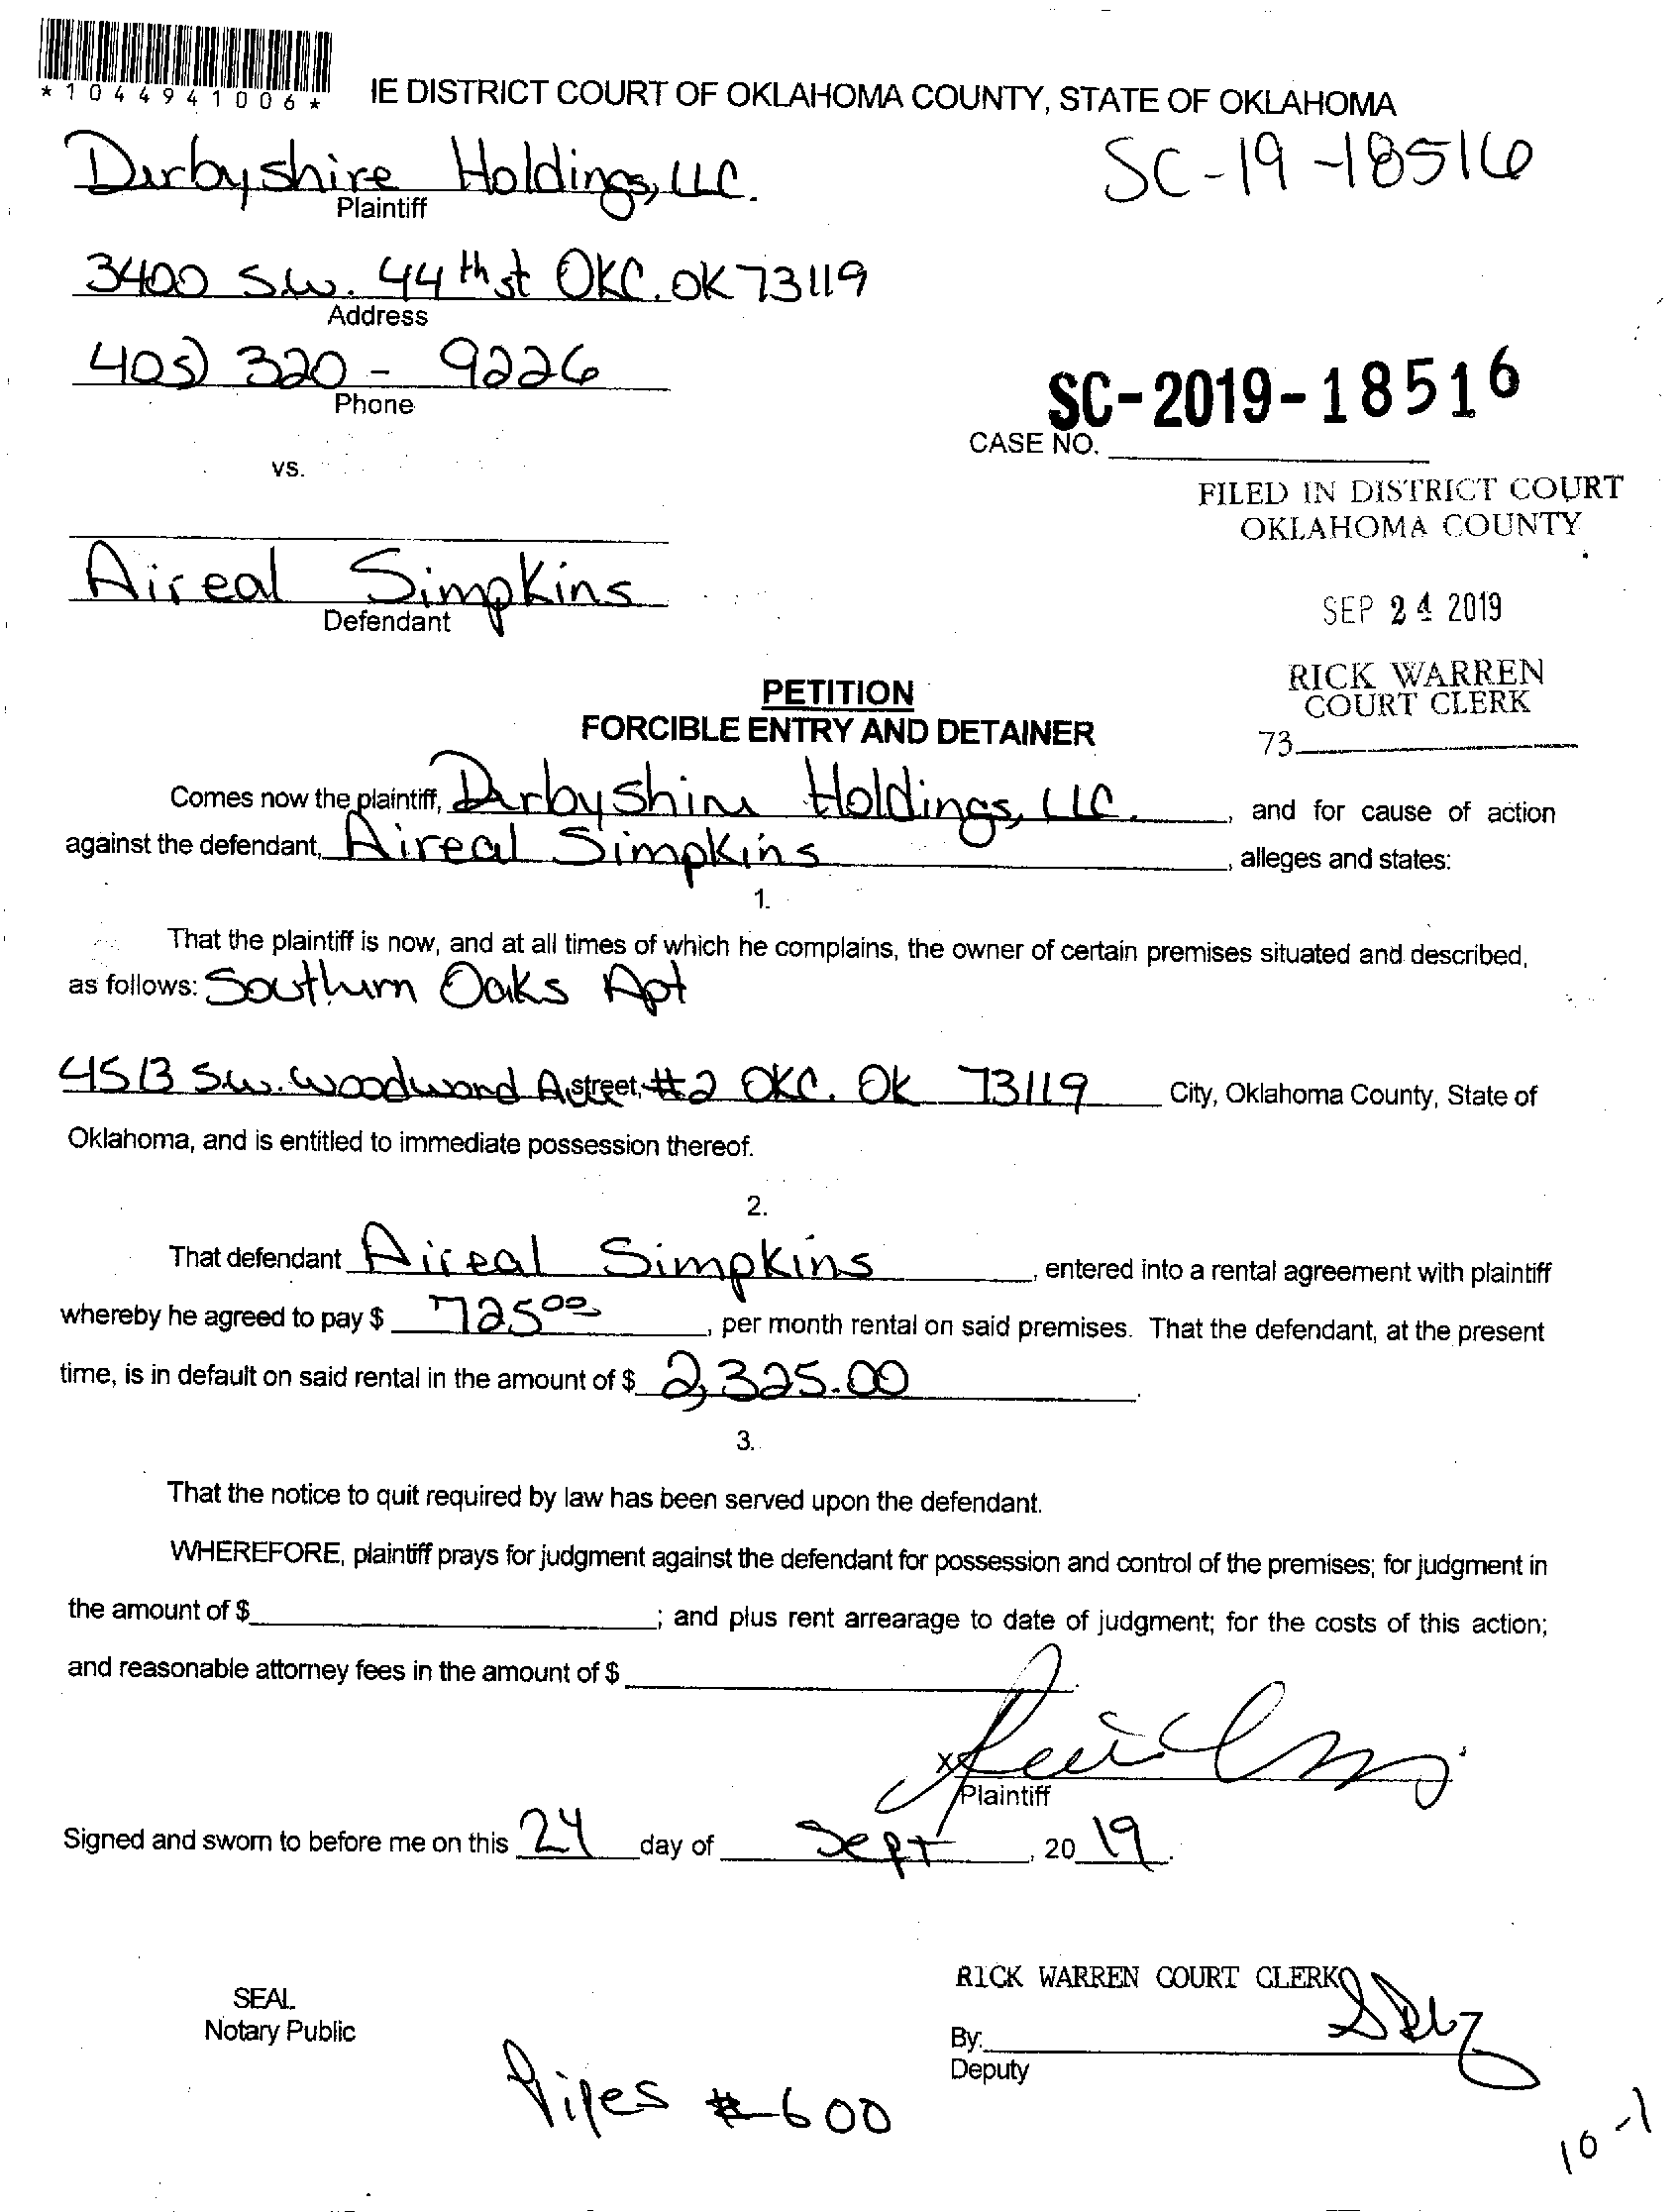 *1044941006*
IE DISTRICT COURT OF OKLAHOMA COUNTY, STATE OF OKLAHOMA
Darbyshire Holdings, LLC.
SC-19-18516
Plaintiff
3400 S.W. 44th st OKC. OK 73119
Address
405) 320 - 9226
Phone
SC-2019-18516
CASE NO.
vs.
FILED IN DISTRICT COURT
OKLAHOMA COUNTY
Aireal Simpkins
Defendant
SEP 24 2019
RICK WARREN
COURT CLERK
73
PETITION
FORCIBLE ENTRY AND DETAINER
Comes now the plaintiff, Darbyshire Holdings, LLC. , and for cause of action
against the defendant, Aireal Simpkins , alleges and states:
1.
That the plaintiff is now, and at all times of which he complains, the owner of certain premises situated and described,
as follows: Southern Oaks Apt
4513 S.W. Woodward A street, #2 OKC. OK 73119 City, Oklahoma County, State of
Oklahoma, and is entitled to immediate possession thereof.
2.
That defendant Aireal Simpkins , entered into a rental agreement with plaintiff
whereby he agreed to pay $ 725.00 , per month rental on said premises. That the defendant, at the present
time, is in default on said rental in the amount of $ 2,325.00 .
3.
That the notice to quit required by law has been served upon the defendant.
WHEREFORE, plaintiff prays for judgment against the defendant for possession and control of the premises; for judgment in
the amount of $ ; and plus rent arrearage to date of judgment; for the costs of this action;
and reasonable attorney fees in the amount of $
x
Plaintiff
Signed and sworn to before me on this 24 day of Sept , 20 19 .
RICK WARREN COURT CLERK
SEAL
Notary Public
By:
Deputy
Pipes #600
10-1